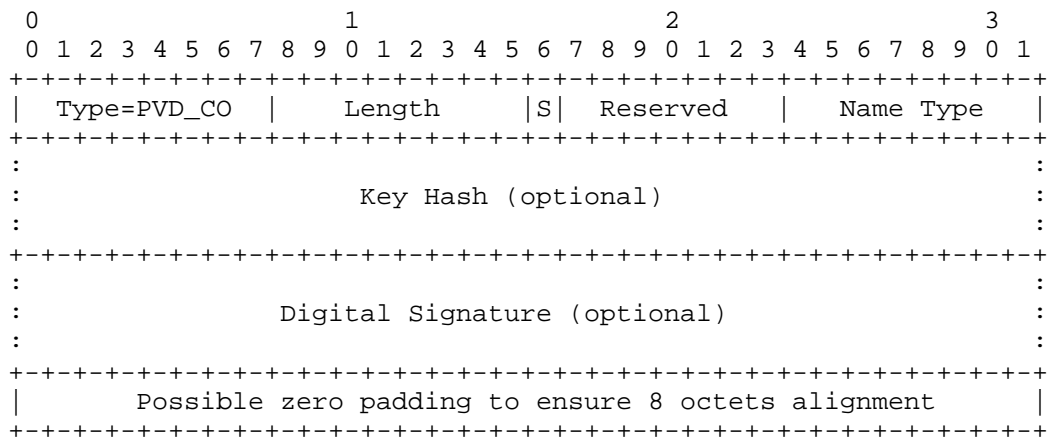 0                   1                   2                   3
 0 1 2 3 4 5 6 7 8 9 0 1 2 3 4 5 6 7 8 9 0 1 2 3 4 5 6 7 8 9 0 1
+-+-+-+-+-+-+-+-+-+-+-+-+-+-+-+-+-+-+-+-+-+-+-+-+-+-+-+-+-+-+-+-+
|  Type=PVD_CO  |    Length     |S|  Reserved   |   Name Type   |
+-+-+-+-+-+-+-+-+-+-+-+-+-+-+-+-+-+-+-+-+-+-+-+-+-+-+-+-+-+-+-+-+
:                                                               :
:                     Key Hash (optional)                       :
:                                                               :
+-+-+-+-+-+-+-+-+-+-+-+-+-+-+-+-+-+-+-+-+-+-+-+-+-+-+-+-+-+-+-+-+
:                                                               :
:                Digital Signature (optional)                   :
:                                                               :
+-+-+-+-+-+-+-+-+-+-+-+-+-+-+-+-+-+-+-+-+-+-+-+-+-+-+-+-+-+-+-+-+
|       Possible zero padding to ensure 8 octets alignment      |
+-+-+-+-+-+-+-+-+-+-+-+-+-+-+-+-+-+-+-+-+-+-+-+-+-+-+-+-+-+-+-+-+